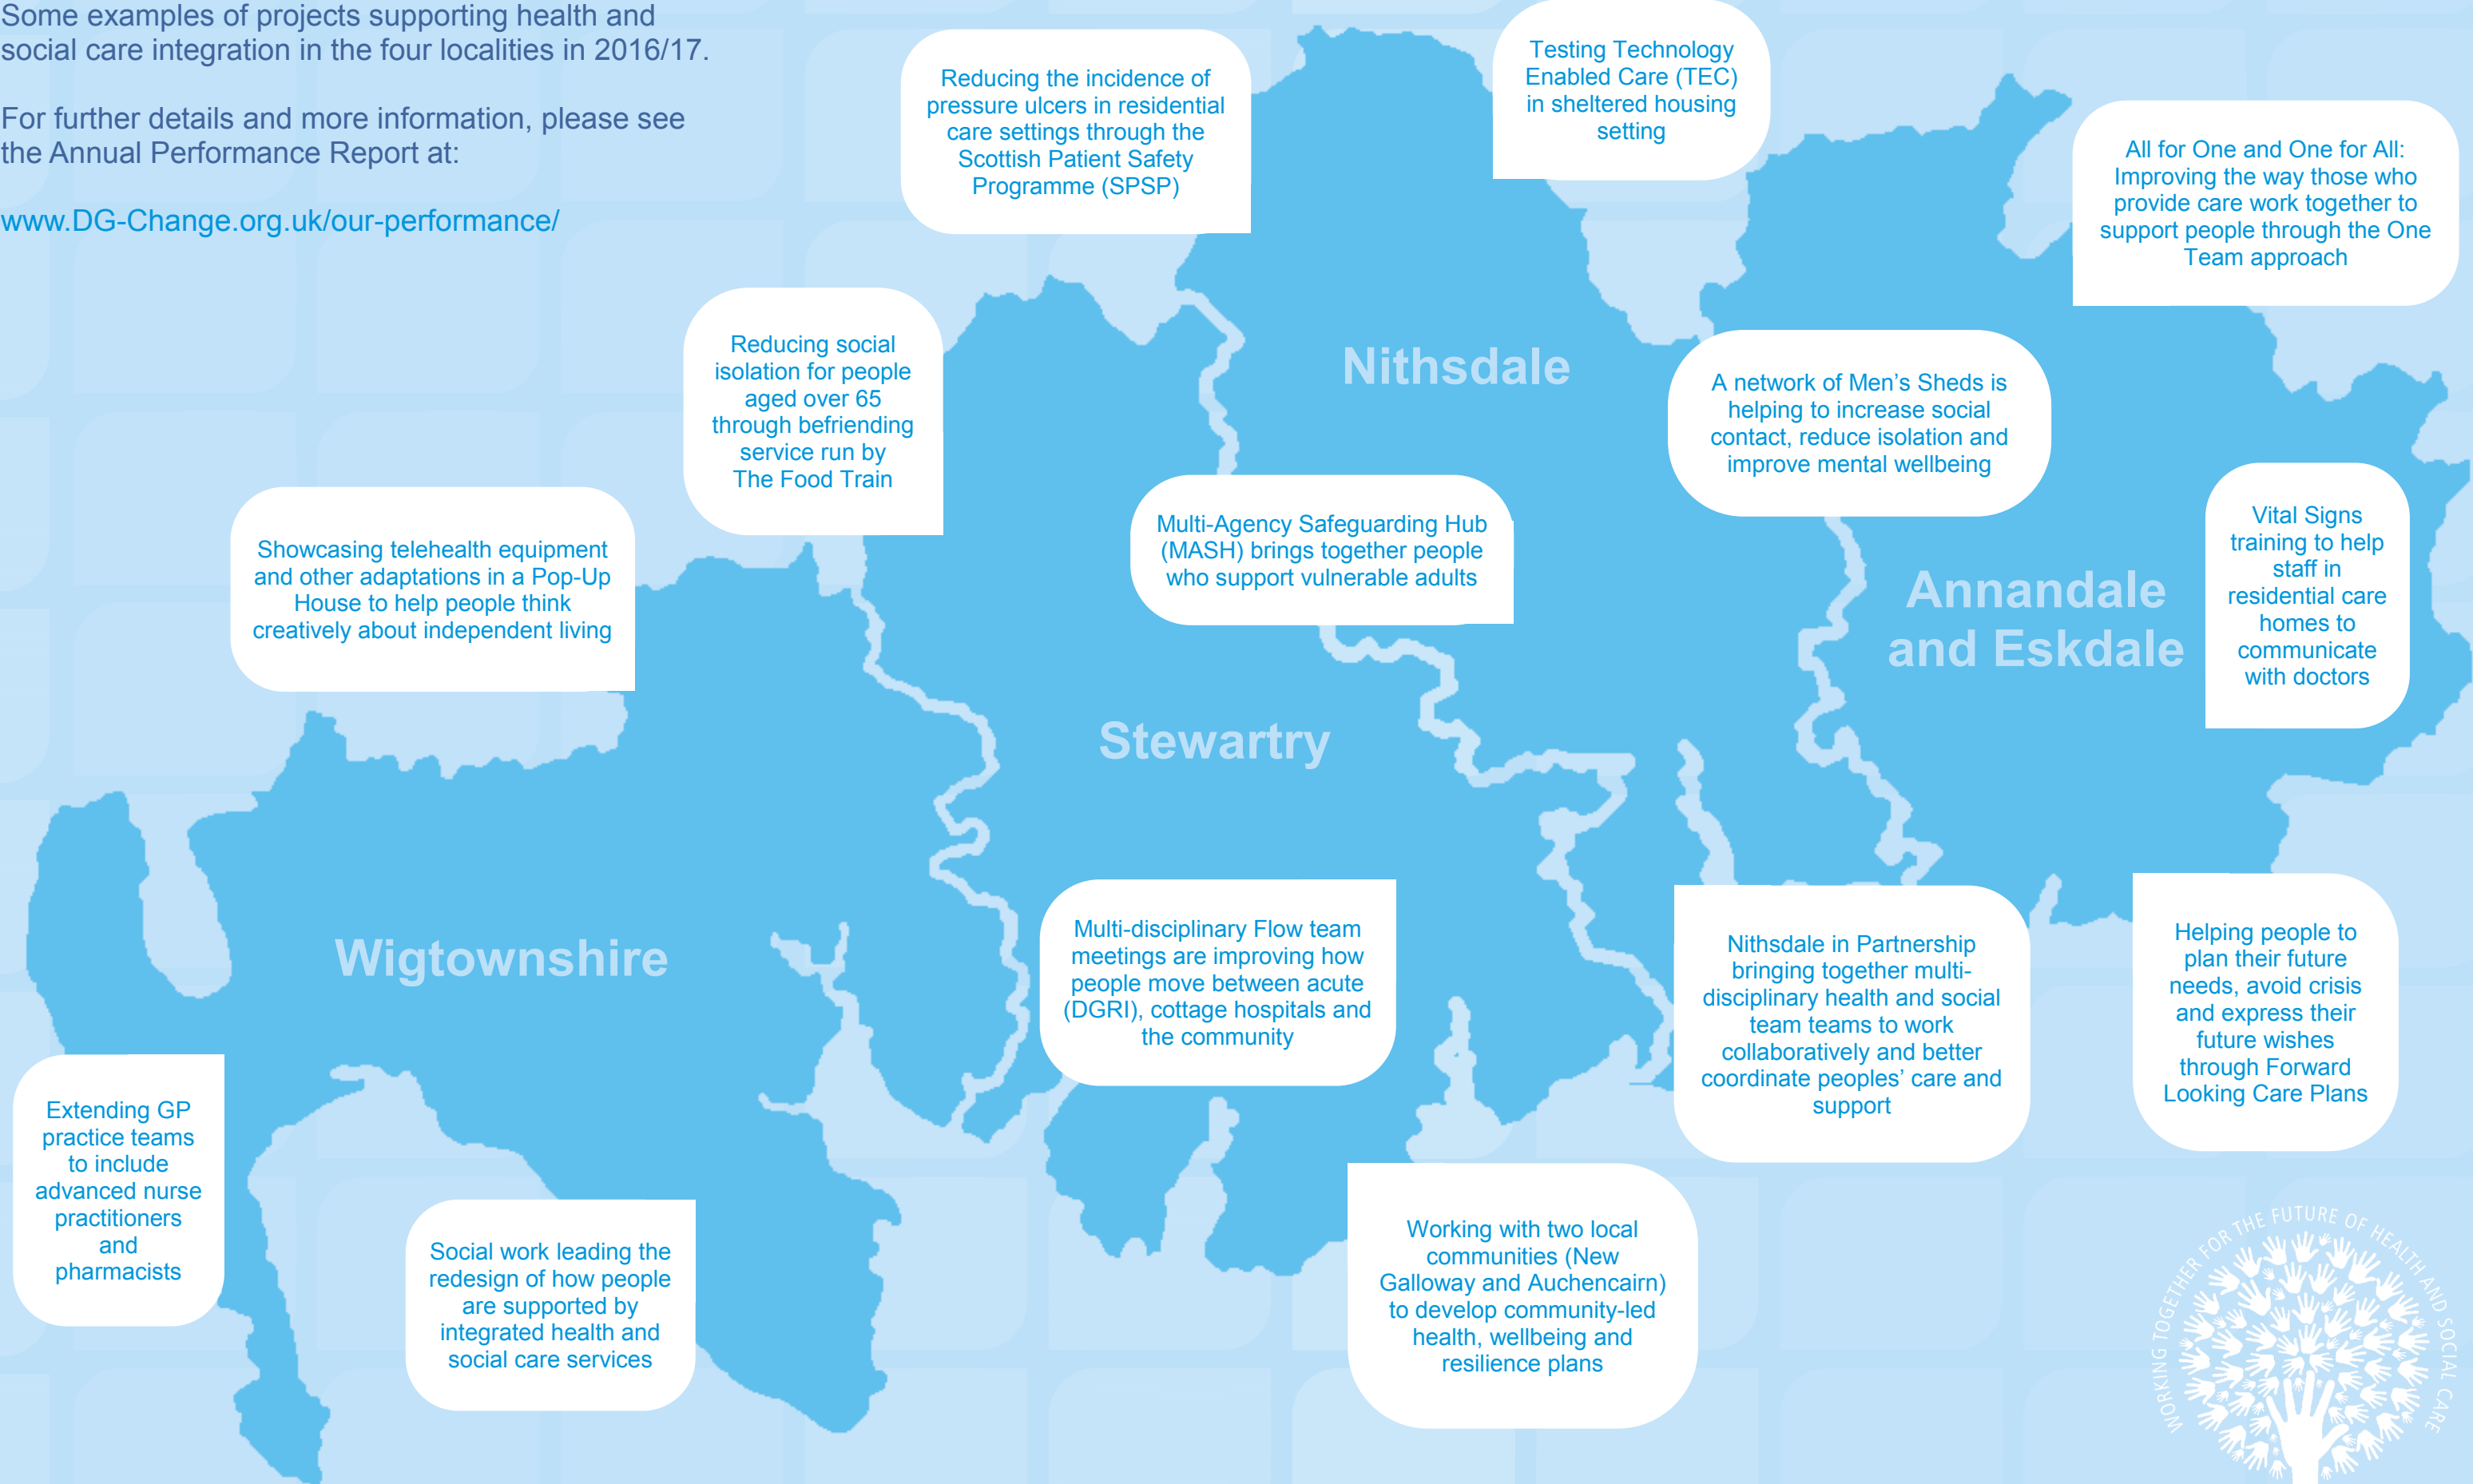 Some examples of projects supporting health and
social care integration in the four localities in 2016/17.
For further details and more information, please see
the Annual Performance Report at:
www.DG-Change.org.uk/our-performance/
Reducing the incidence of
pressure ulcers in residential
care settings through the
Scottish Patient Safety
Programme (SPSP)
Testing Technology
Enabled Care (TEC)
in sheltered housing
setting
All for One and One for All:
Improving the way those who
provide care work together to
support people through the One
Team approach
Reducing social
isolation for people
aged over 65
through befriending
service run by
The Food Train
Nithsdale
A network of Men's Sheds is
helping to increase social
contact, reduce isolation and
improve mental wellbeing
Showcasing telehealth equipment
and other adaptations in a Pop-Up
House to help people think
creatively about independent living
Multi-Agency Safeguarding Hub
(MASH) brings together people
who support vulnerable adults
Annandale
and Eskdale
Vital Signs
training to help
staff in
residential care
homes to
communicate
with doctors
Stewartry
Wigtownshire
Multi-disciplinary Flow team
meetings are improving how
people move between acute
(DGRI), cottage hospitals and
the community
Nithsdale in Partnership
bringing together multi-
disciplinary health and social
team teams to work
collaboratively and better
coordinate peoples' care and
support
Helping people to
plan their future
needs, avoid crisis
and express their
future wishes
through Forward
Looking Care Plans
Extending GP
practice teams
to include
advanced nurse
practitioners
and
pharmacists
Social work leading the
redesign of how people
are supported by
integrated health and
social care services
Working with two local
communities (New
Galloway and Auchencairn)
to develop community-led
health, wellbeing and
resilience plans
WORKING TOGETHER FOR THE FUTURE OF HEALTH AND SOCIAL CARE